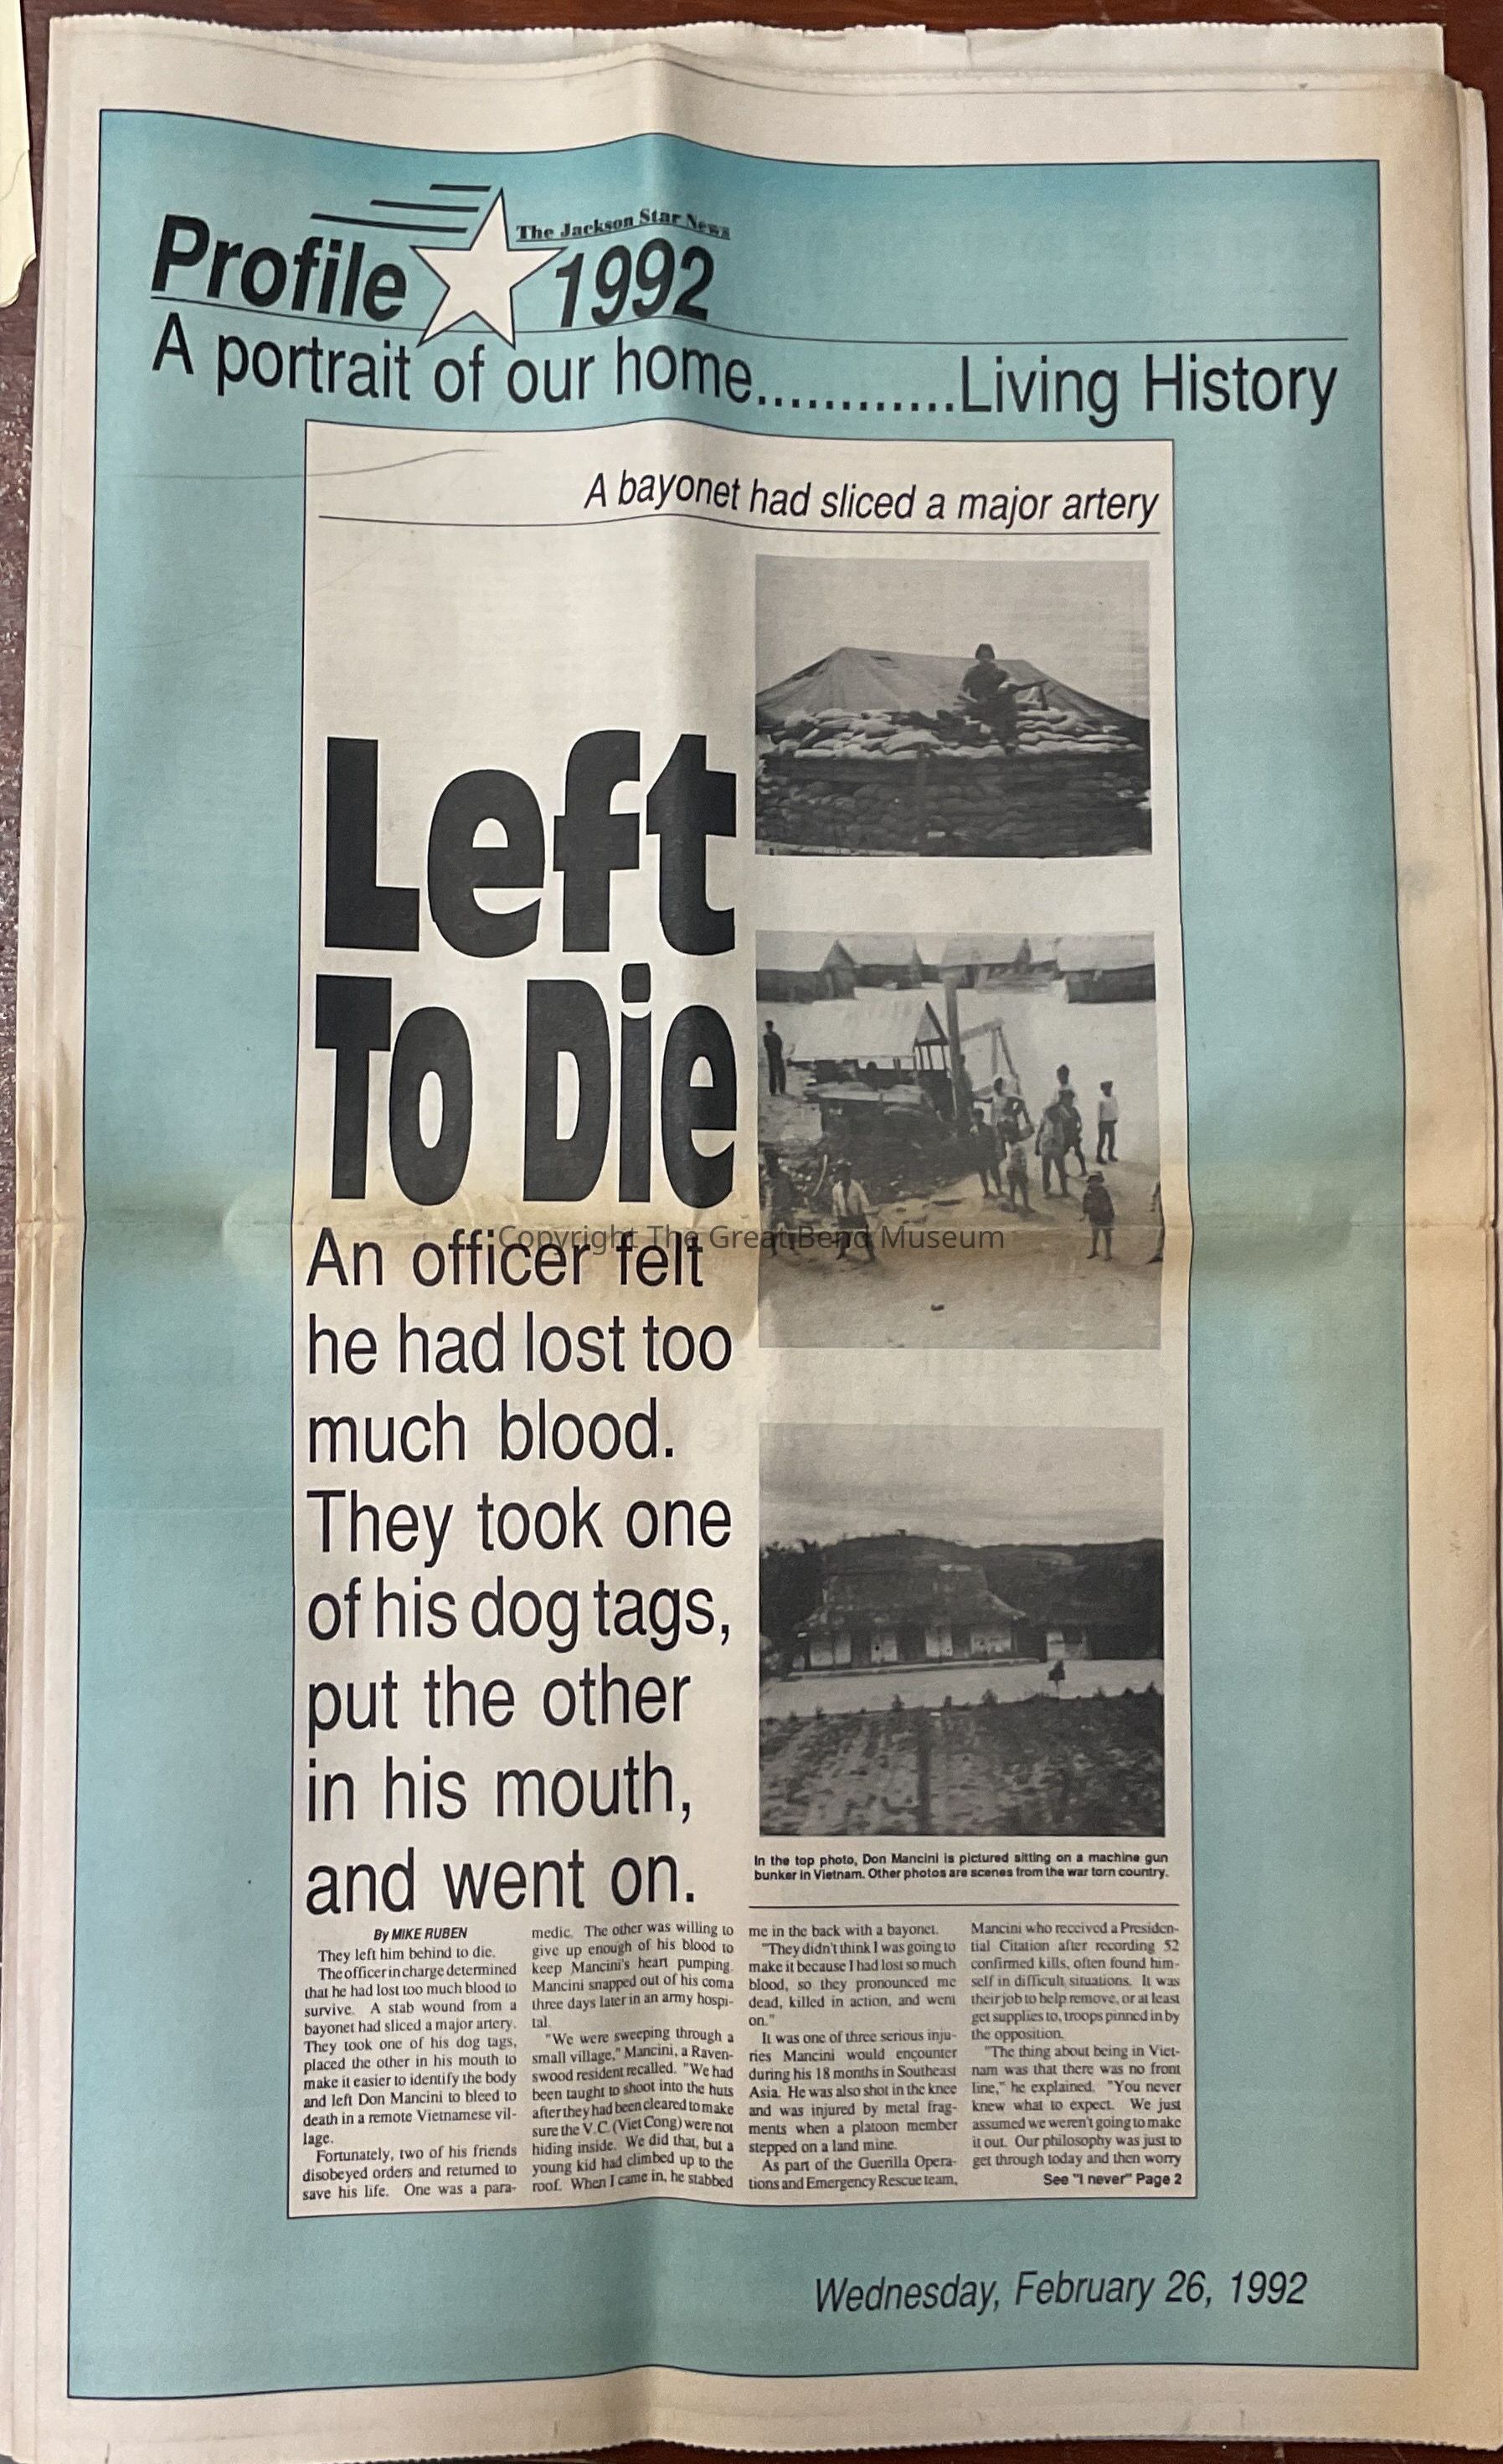 The Jackson Star News
Profile 1992
A portrait of our home............Living History
A bayonet had sliced a major artery
Left
To Die
An officer felt
he had lost too
much blood.
They took one
of his dog tags,
put the other
in his mouth,
and went on.
Copyright The Great Bend Museum
In the top photo, Don Mancini is pictured sitting on a machine gun
bunker in Vietnam. Other photos are scenes from the war torn country.
By MIKE RUBEN
They left him behind to die.
The officer in charge determined
that he had lost too much blood to
survive. A stab wound from a
bayonet had sliced a major artery.
They took one of his dog tags,
placed the other in his mouth to
make it easier to identify the body
and left Don Mancini to bleed to
death in a remote Vietnamese vil-
lage.
Fortunately, two of his friends
disobeyed orders and returned to
save his life. One was a para-
medic. The other was willing to
give up enough of his blood to
keep Mancini's heart pumping.
Mancini snapped out of his coma
three days later in an army hospi-
tal.
"We were sweeping through a
small village," Mancini, a Raven-
swood resident recalled. "We had
been taught to shoot into the huts
after they had been cleared to make
sure the V.C. (Viet Cong) were not
hiding inside. We did that, but a
young kid had climbed up to the
roof. When I came in, he stabbed
me in the back with a bayonet.
"They didn't think I was going to
make it because I had lost so much
blood, so they pronounced me
dead, killed in action, and went
on."
It was one of three serious inju-
ries Mancini would encounter
during his 18 months in Southeast
Asia. He was also shot in the knee
and was injured by metal frag-
ments when a platoon member
stepped on a land mine.
As part of the Guerilla Opera-
tions and Emergency Rescue team,
Mancini who received a Presiden-
tial Citation after recording 52
confirmed kills, often found him-
self in difficult situations. It was
their job to help remove, or at least
get supplies to, troops pinned in by
the opposition.
"The thing about being in Viet-
nam was that there was no front
line," he explained. "You never
knew what to expect. We just
assumed we weren't going to make
it out. Our philosophy was just to
get through today and then worry
See "I never" Page 2
Wednesday, February 26, 1992